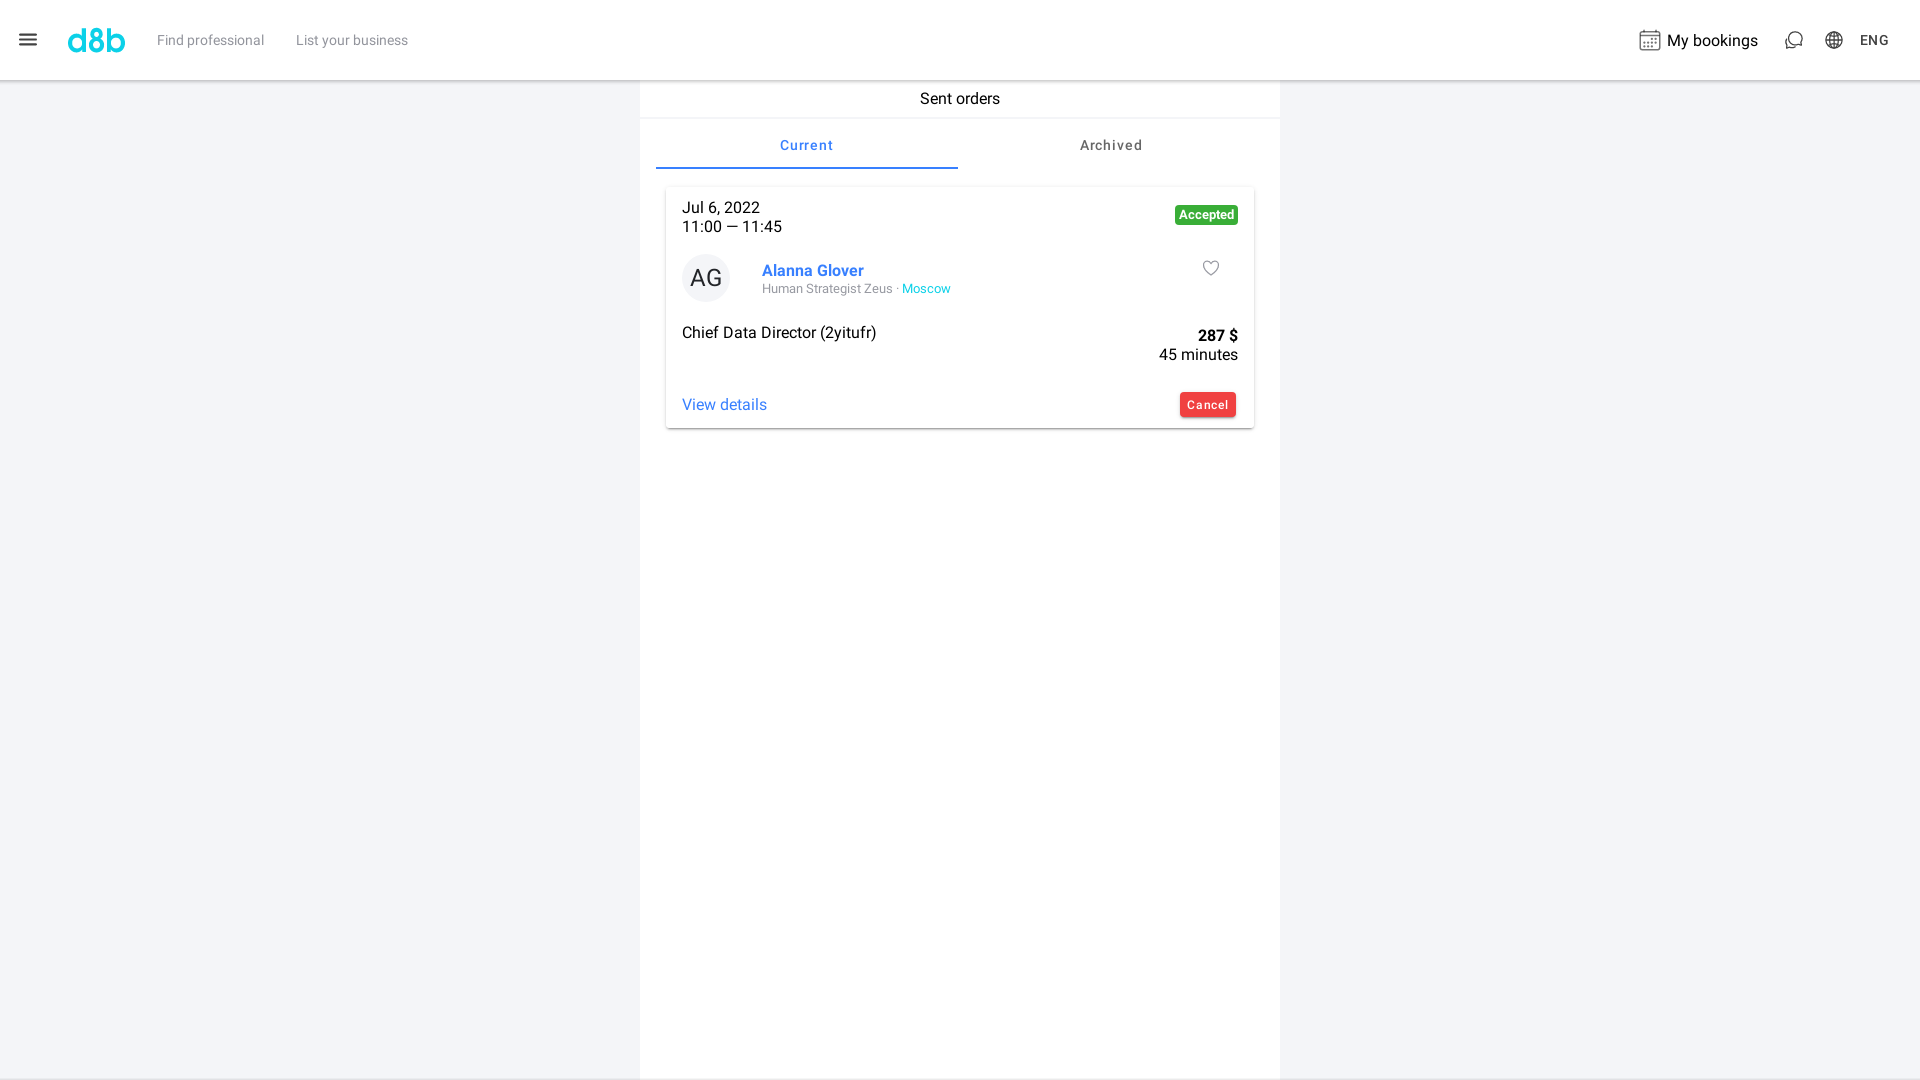 d8b
Find professional
List your business
My bookings
ENG
Sent orders
Current
Archived
Jul 6, 2022
11:00 — 11:45
Accepted
AG
Alanna Glover
Human Strategist Zeus · Moscow
Chief Data Director (2yitufr)
287 $
45 minutes
View details
Cancel